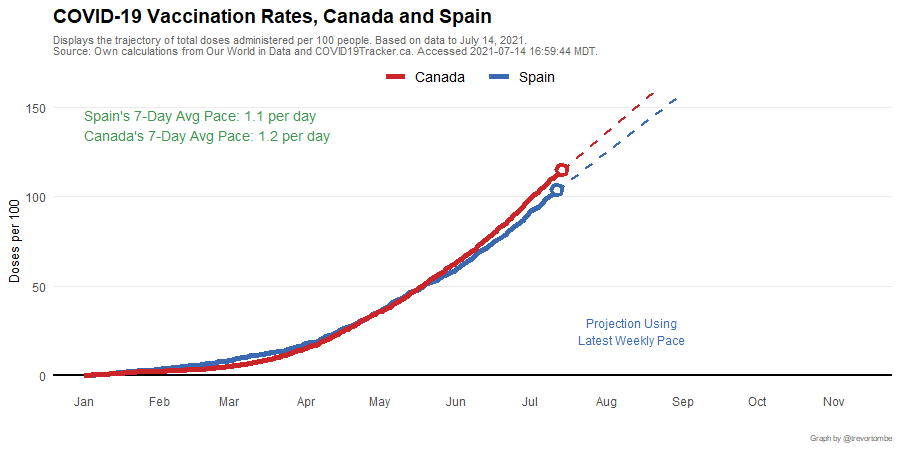 COVID-19 Vaccination Rates, Canada and Spain
Displays the trajectory of total doses administered per 100 people. Based on data to July 14, 2021.
Source: Own calculations from Our World in Data and COVID19Tracker.ca. Accessed 2021-07-14 16:59:44 MDT.
Canada Spain
Spain's 7-Day Avg Pace: 1.1 per day
Canada's 7-Day Avg Pace: 1.2 per day
Doses per 100
150
100
50
0
Projection Using
Latest Weekly Pace
Jan Feb Mar Apr May Jun Jul Aug Sep Oct Nov
Graph by @trevortombe